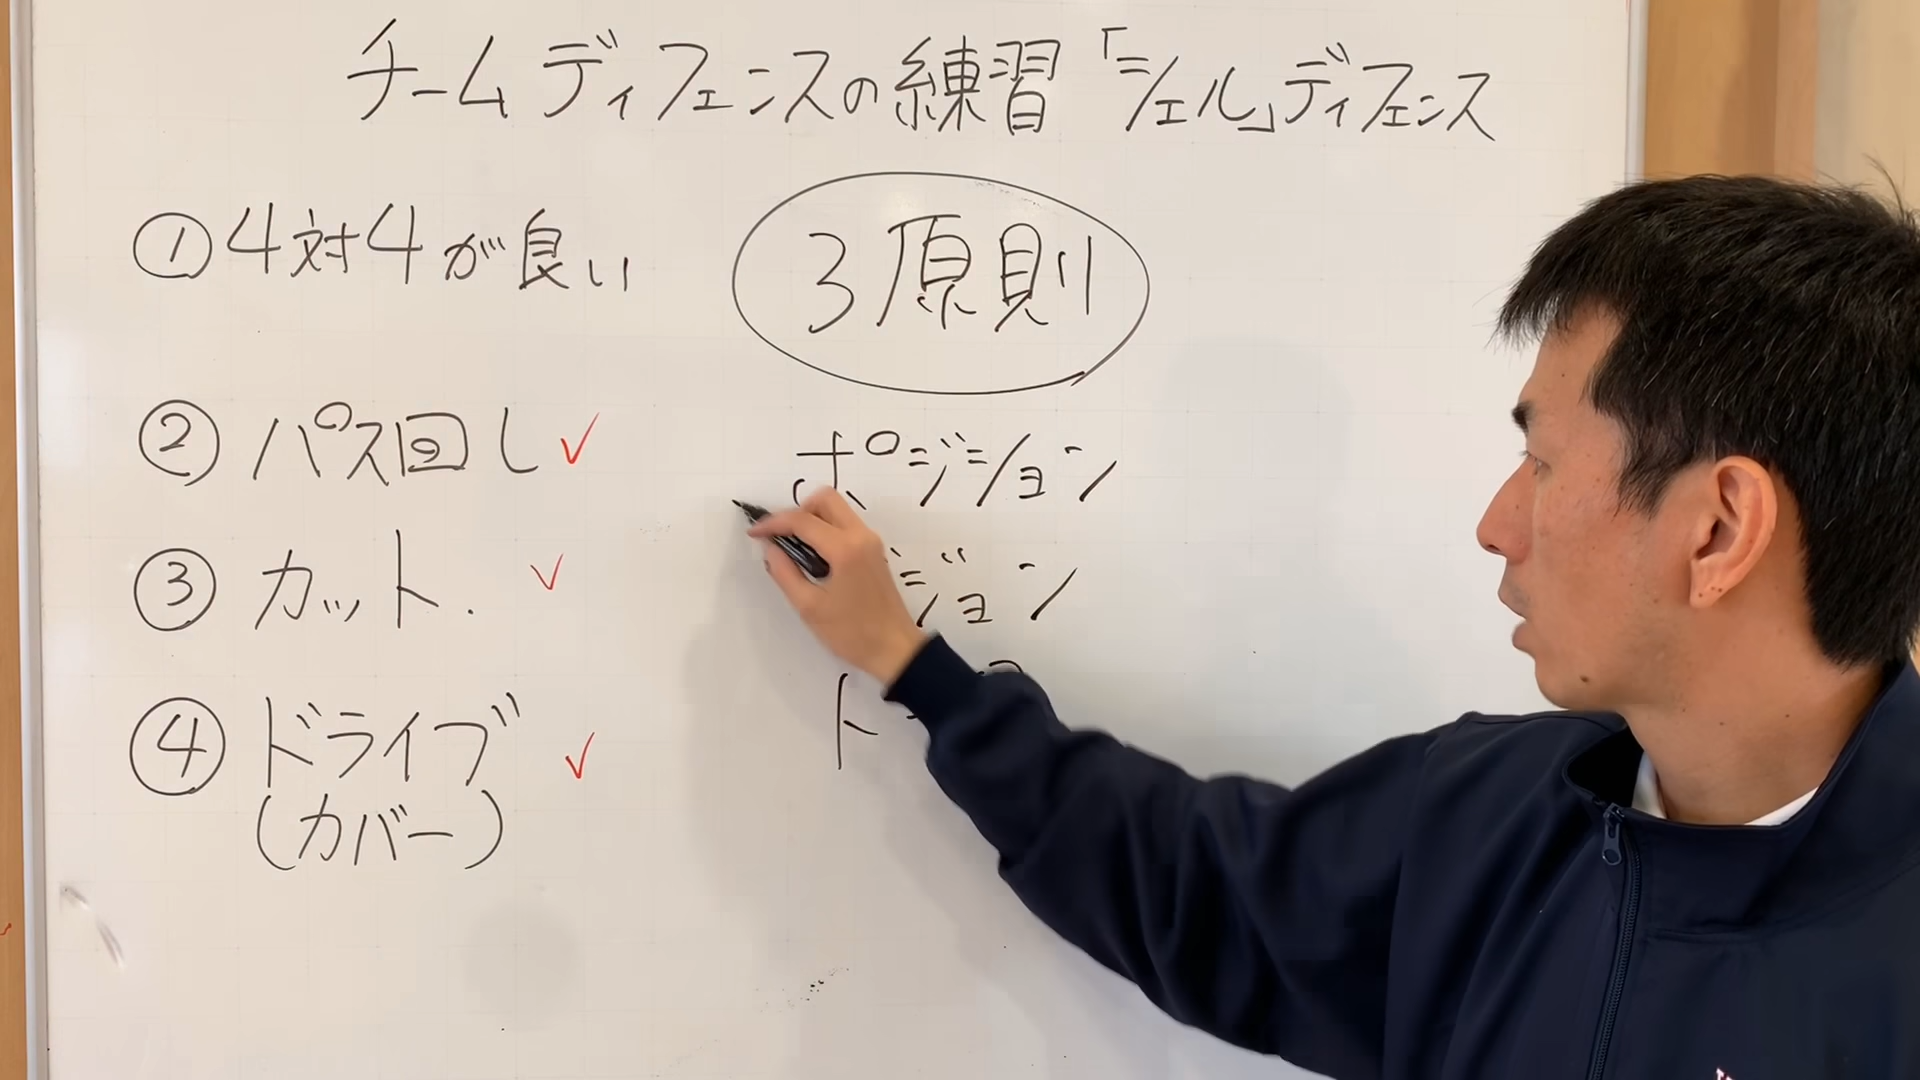 チームディフェンスの練習「シェル」ディフェンス
①4対4が良い
②パス回し✓
③カット.✓
④ドライブ✓
(カバー)
3原則
ポジション
ジョン
ト